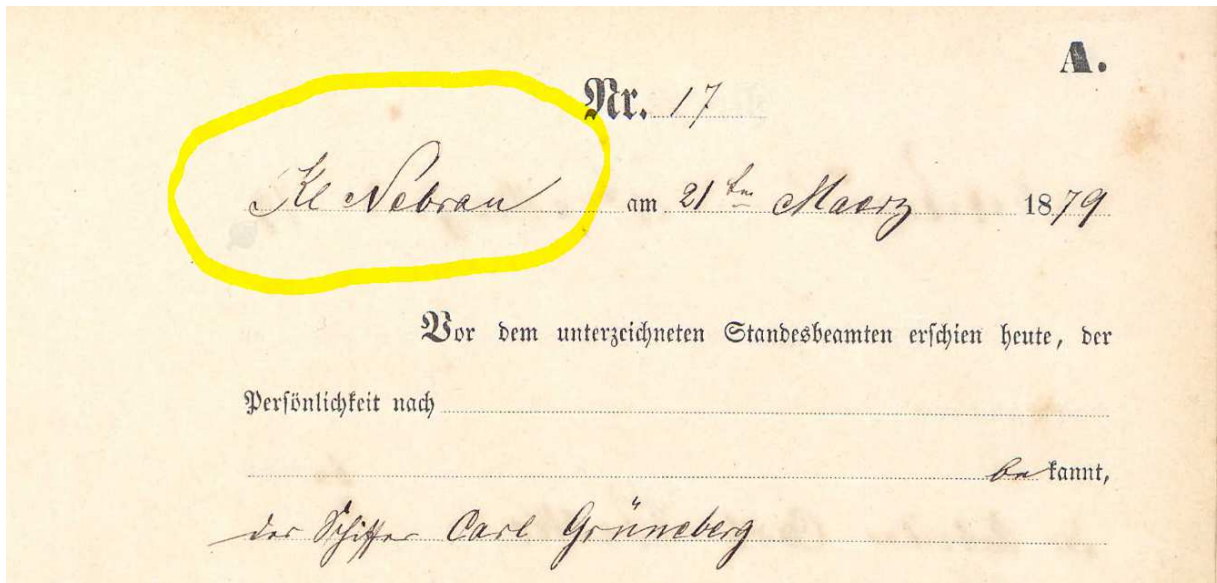 A.
Nr. 17
Kl Nebrau am 21ten Maerz 1879
Vor dem unterzeichneten Standesbeamten erschien heute, der
Persönlichkeit nach
bekannt,
der Schiffer Carl Grüneberg